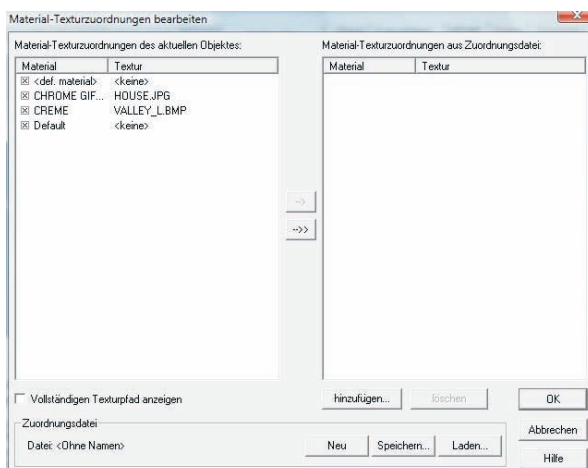 Material-Texturzuordnungen bearbeiten
Material-Texturzuordnungen des aktuellen Objektes:
Material Textur
<def. material> <keine>
CHROME GIF... HOUSE.JPG
CREME VALLEY_L.BMP
Default <keine>
Vollständigen Texturpfad anzeigen
-->
-->>
Material-Texturzuordnungen aus Zuordnungsdatei:
Material Textur
hinzufügen... löschen OK
Zuordnungsdatei
Datei: <Ohne Namen> Neu Speichern... Laden...
Abbrechen
Hilfe